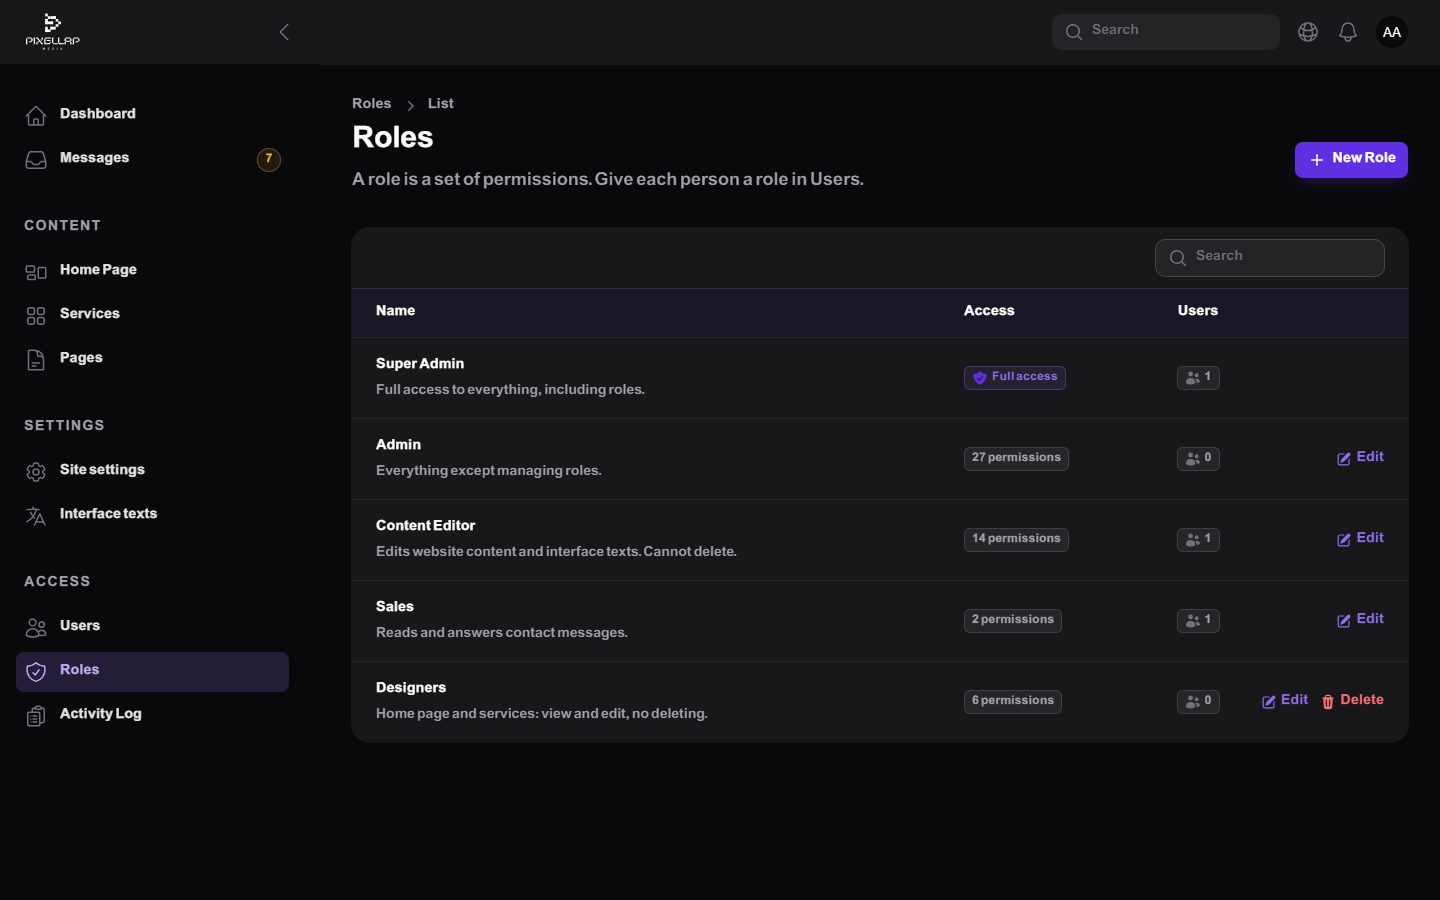 PIXELLAP
MEDIA
Search
AA
Dashboard
Messages
7
CONTENT
Home Page
Services
Pages
SETTINGS
Site settings
Interface texts
ACCESS
Users
Roles
Activity Log
Roles > List
Roles
A role is a set of permissions. Give each person a role in Users.
+ New Role
Search
Name Access Users
Super Admin
Full access to everything, including roles.
Full access 1
Admin
Everything except managing roles.
27 permissions 0 Edit
Content Editor
Edits website content and interface texts. Cannot delete.
14 permissions 1 Edit
Sales
Reads and answers contact messages.
2 permissions 1 Edit
Designers
Home page and services: view and edit, no deleting.
6 permissions 0 Edit Delete